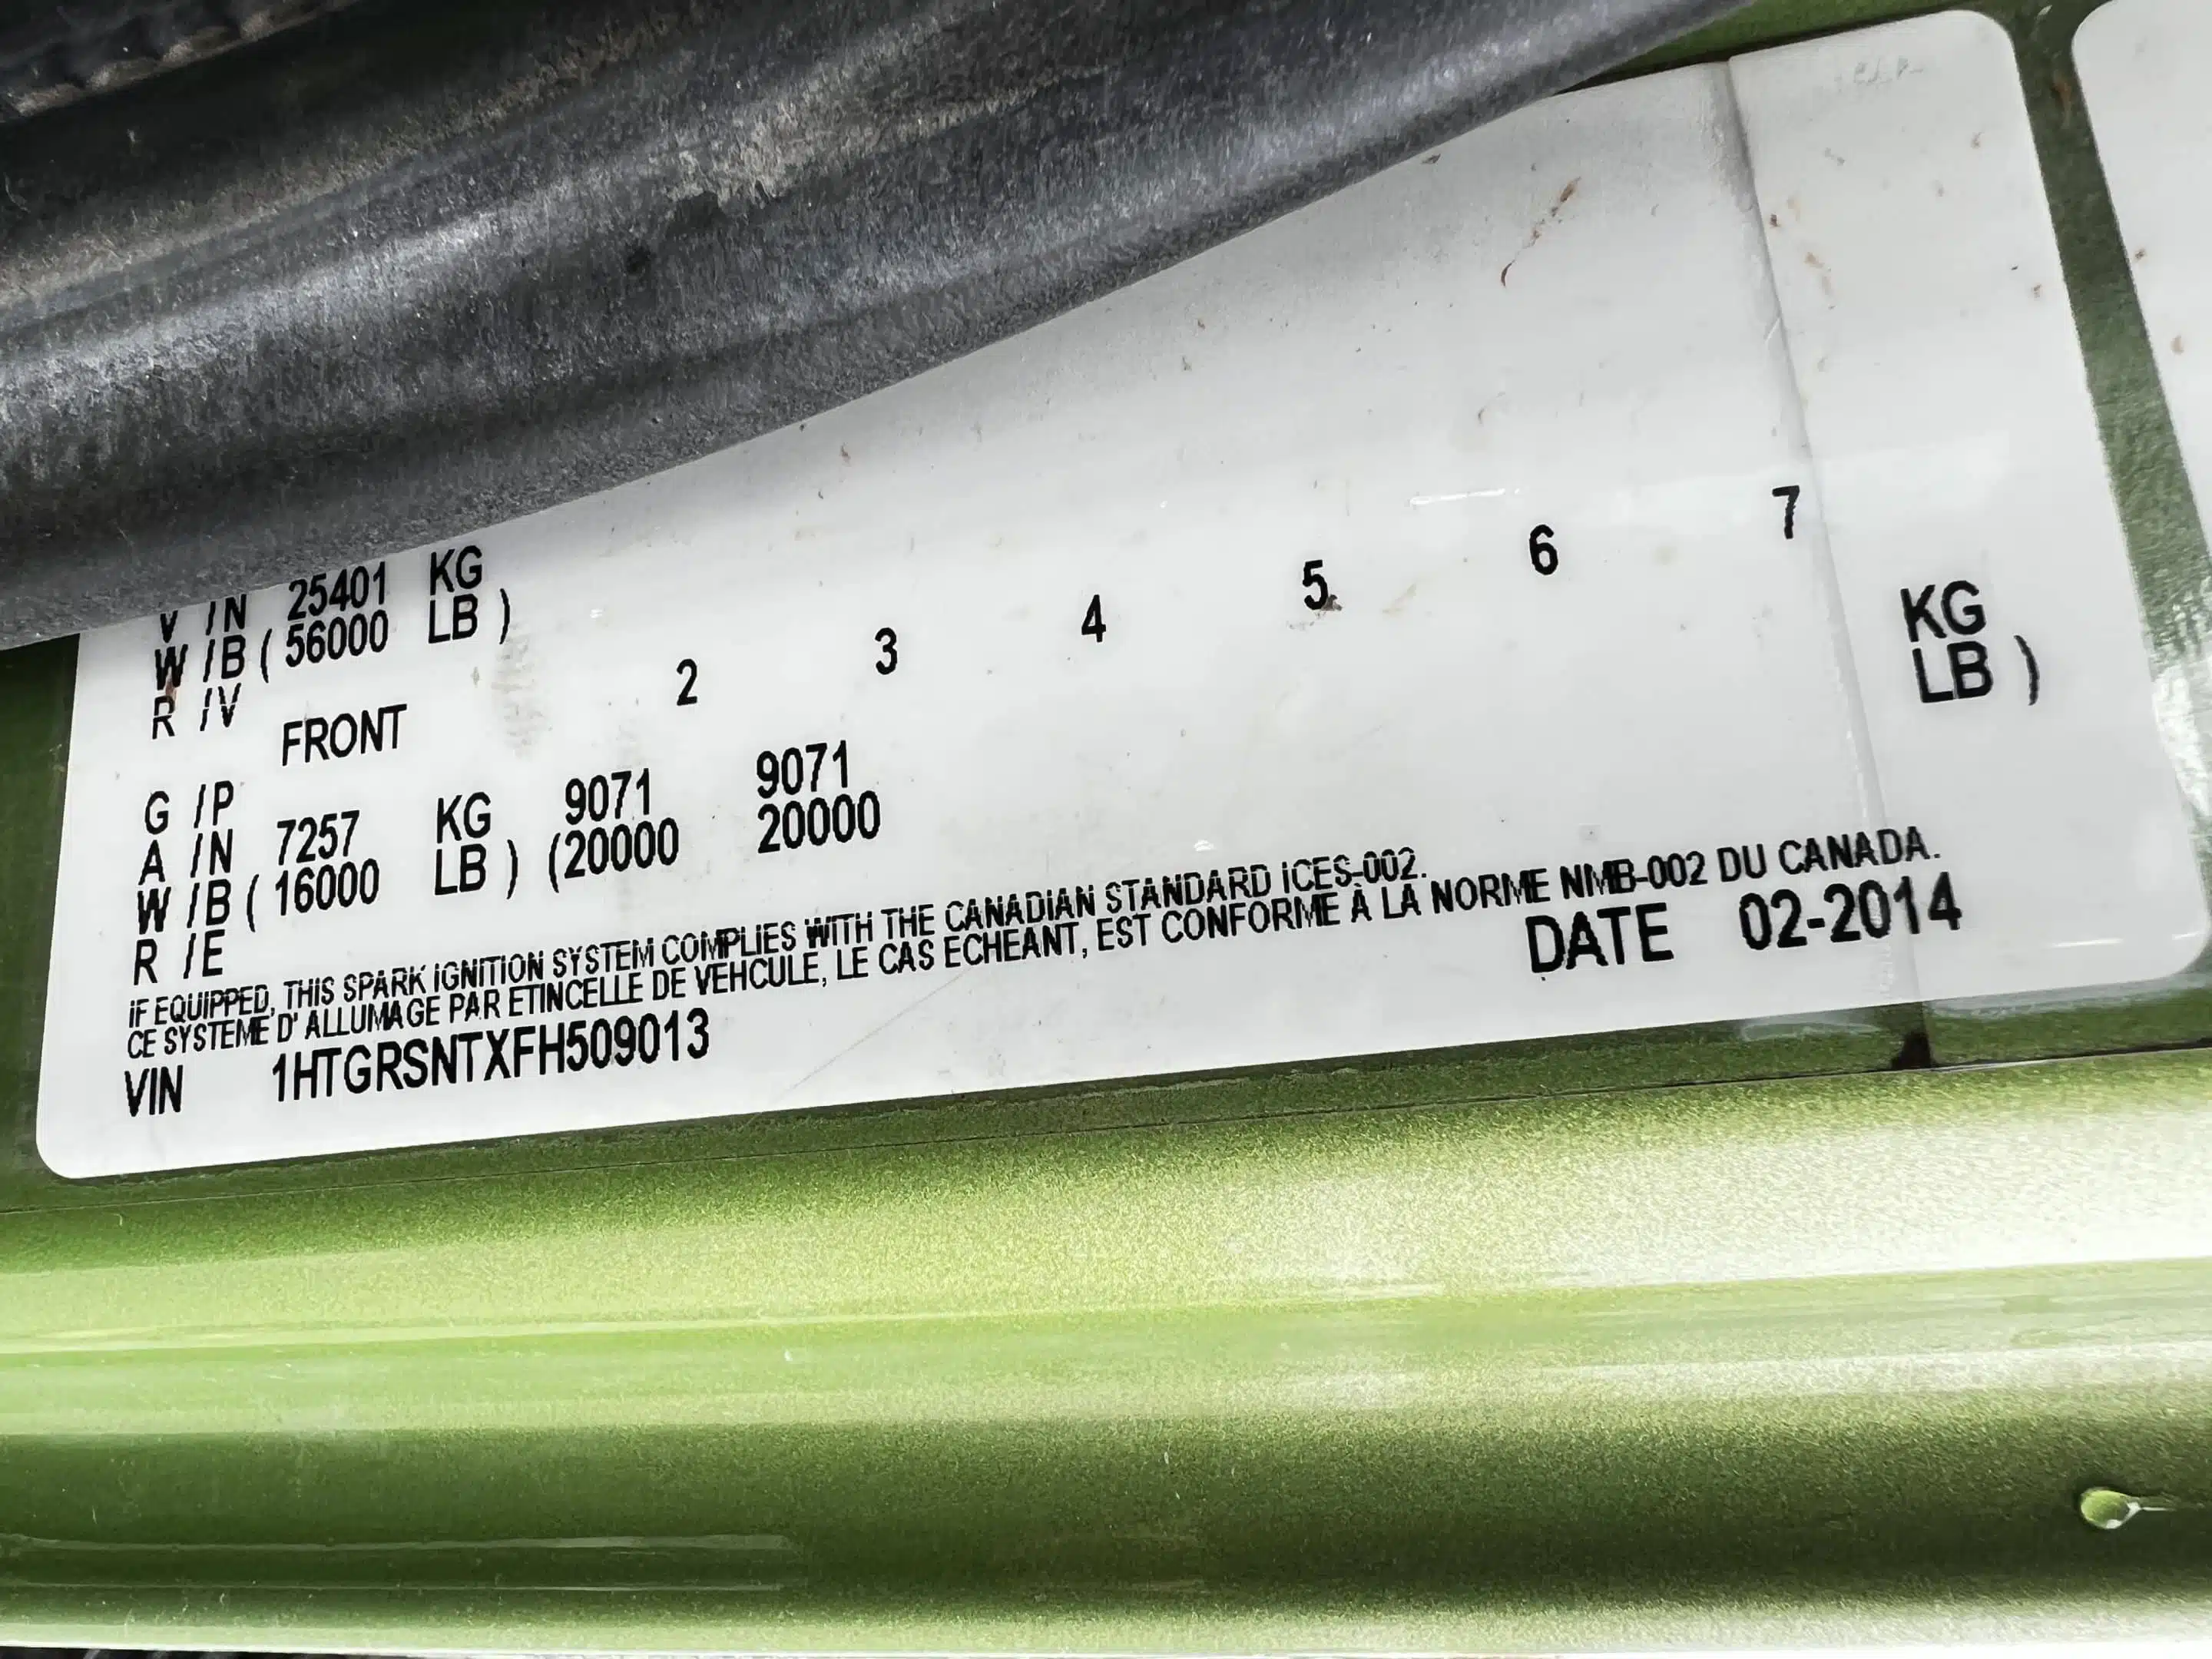 V /N 25401 KG
W /B ( 56000 LB )
R /V
FRONT 2 3 4 5 6 7
G /P
A /N 7257 KG 9071 9071 KG
W /B ( 16000 LB ) (20000 20000 LB )
R /E
IF EQUIPPED, THIS SPARK IGNITION SYSTEM COMPLIES WITH THE CANADIAN STANDARD ICES-002.
CE SYSTEME D' ALLUMAGE PAR ETINCELLE DE VEHCULE, LE CAS ECHEANT, EST CONFORME À LA NORME NMB-002 DU CANADA.
VIN 1HTGRSNTXFH509013 DATE 02-2014